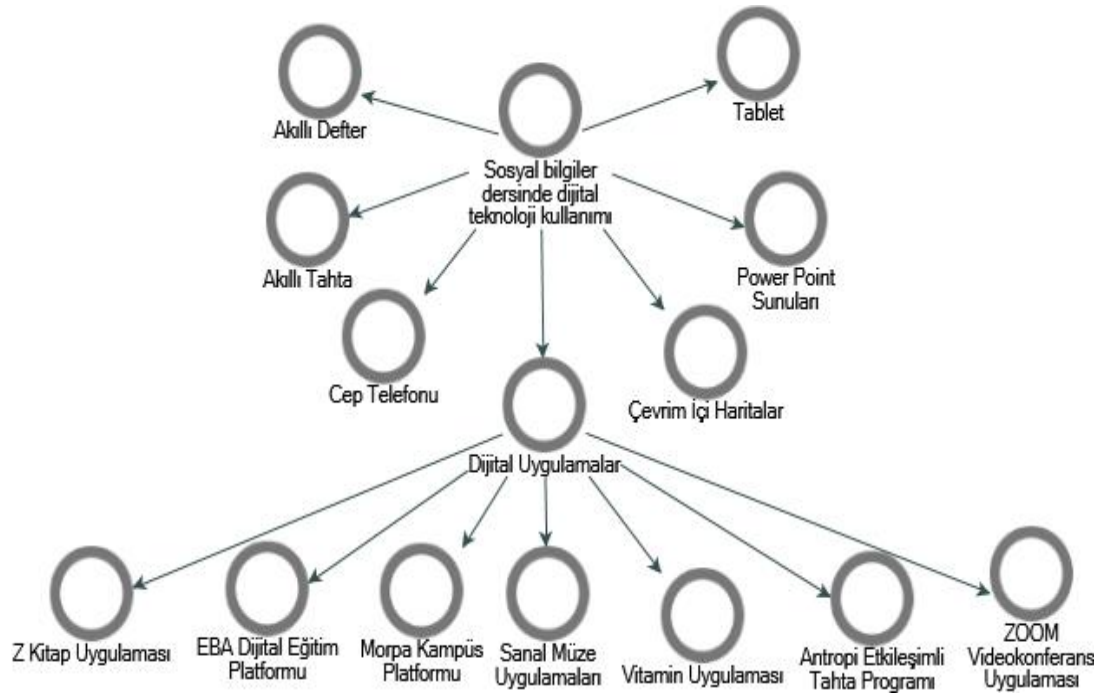 Akıllı Defter
Tablet
Sosyal bilgiler
dersinde dijital
teknoloji kullanımı
Akıllı Tahta
Power Point
Sunuları
Cep Telefonu
Çevrim İçi Haritalar
Dijital Uygulamalar
Z Kitap Uygulaması
EBA Dijital Eğitim
Platformu
Morpa Kampüs
Platformu
Sanal Müze
Uygulamaları
Vitamin Uygulaması
Antropi Etkileşimli
Tahta Programı
ZOOM
Videokonferans
Uygulaması